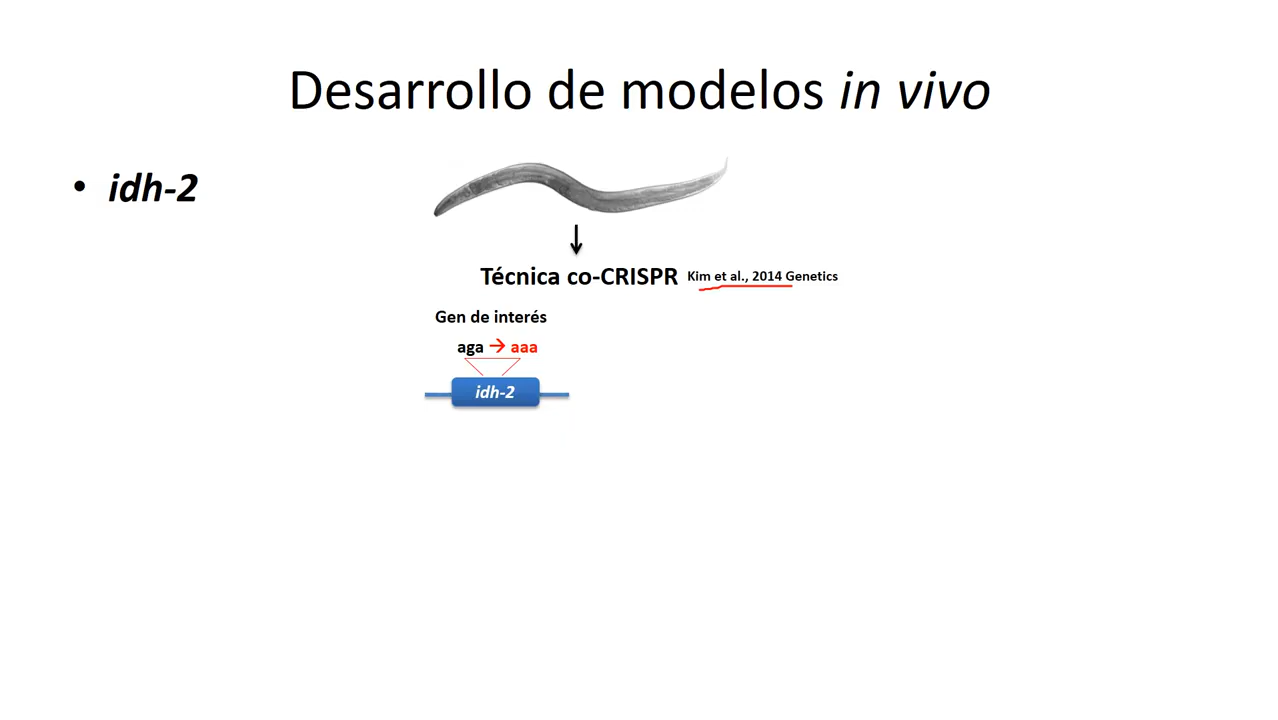 Desarrollo de modelos in vivo
• idh-2
Técnica co-CRISPR Kim et al., 2014 Genetics
Gen de interés
aga → aaa
idh-2